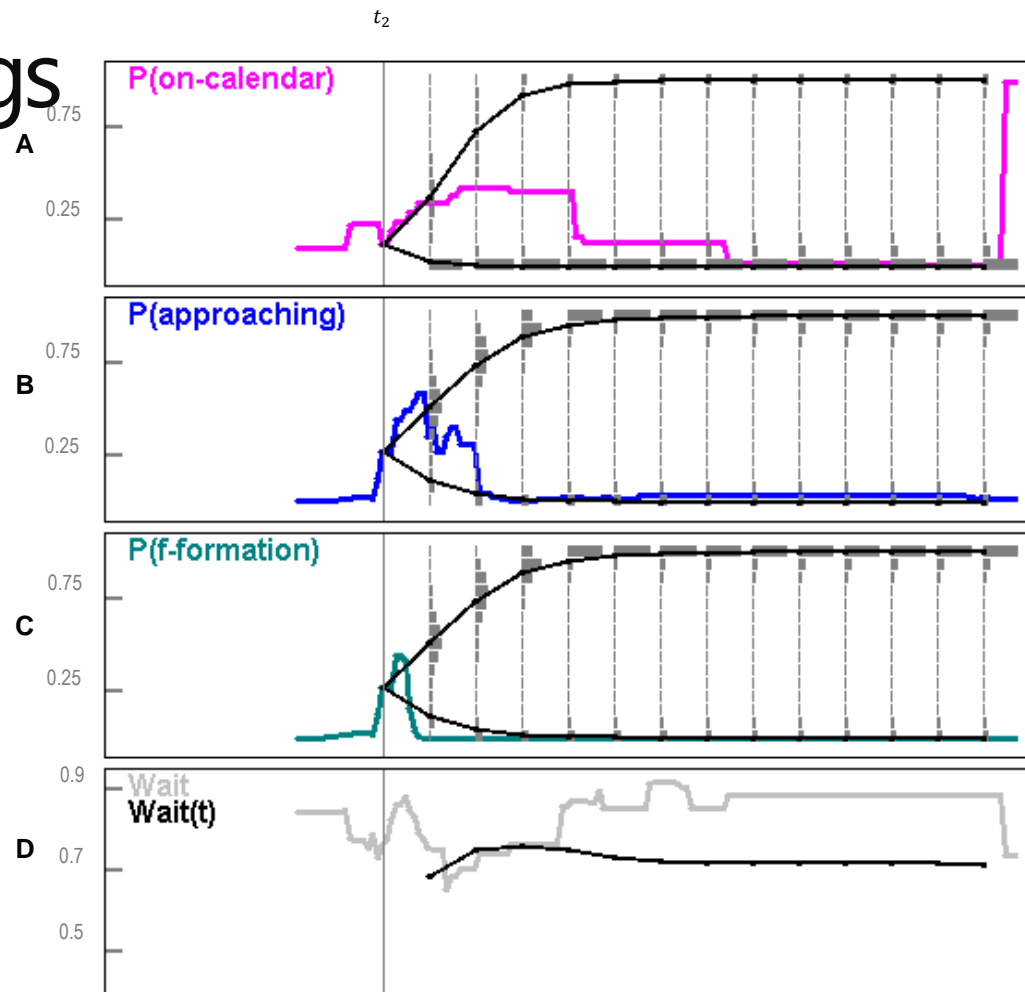 t₂
gs
P(on-calendar)
0.75
A
0.25
P(approaching)
0.75
B
0.25
P(f-formation)
0.75
C
0.25
0.9
Wait
Wait(t)
D
0.7
0.5